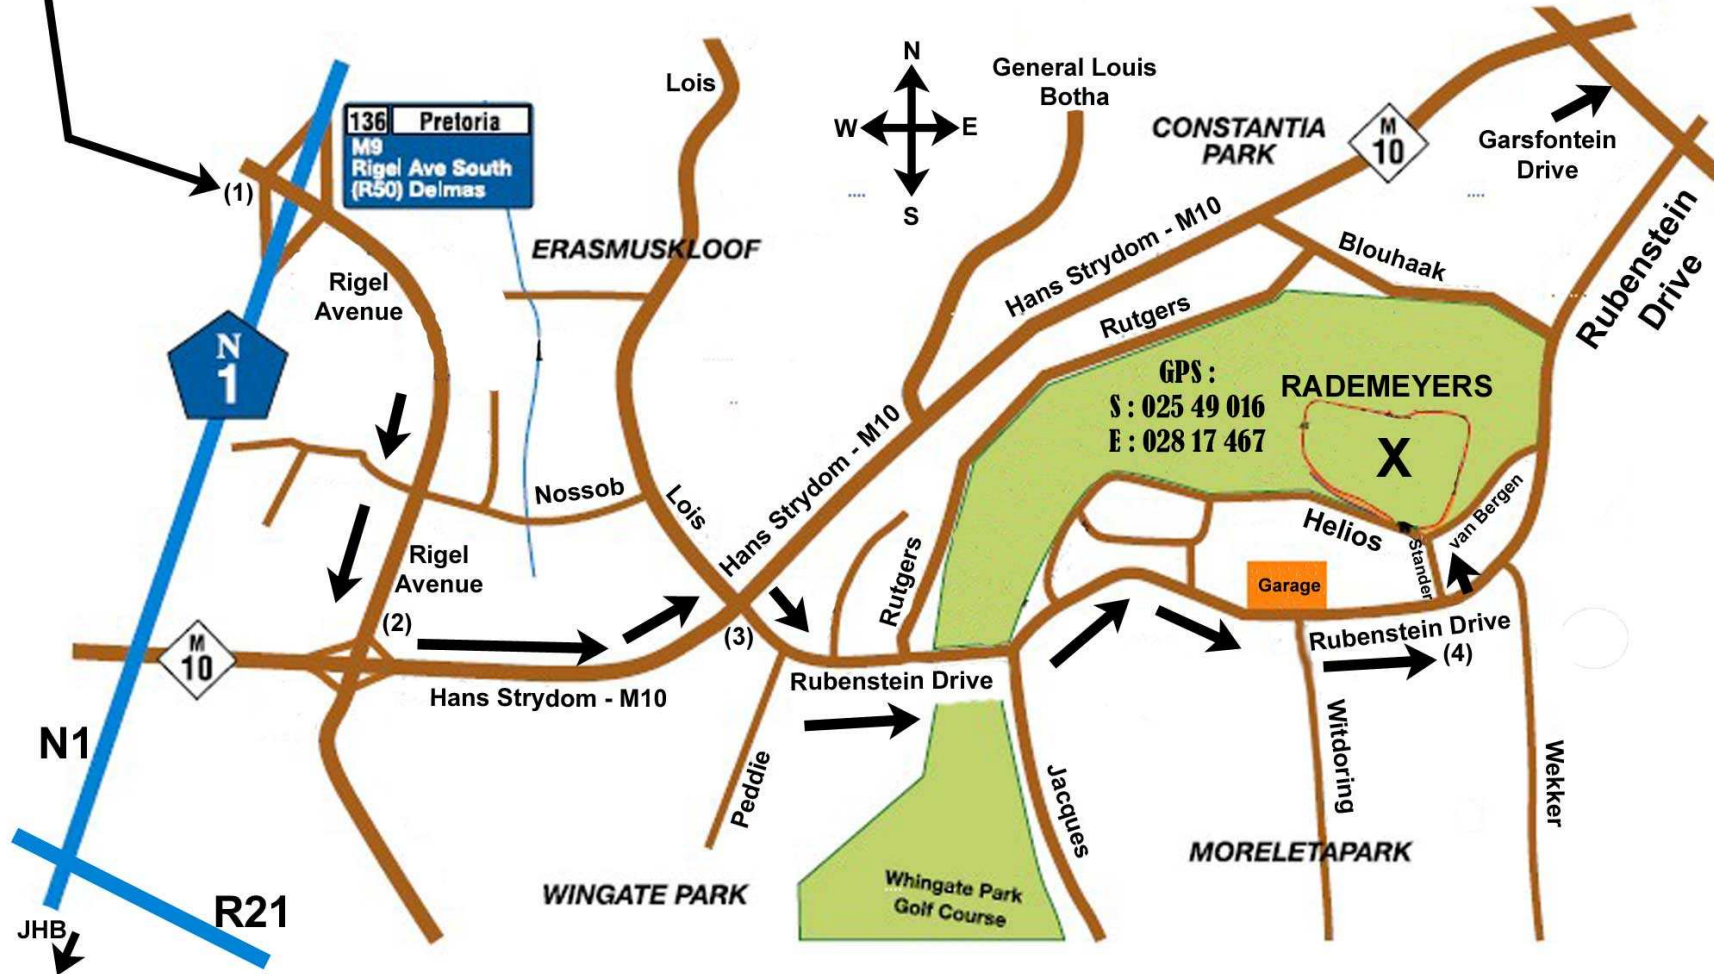 136 Pretoria
M9
Rigel Ave South
(R50) Delmas
Lois
N
W
E
S
General Louis
Botha
CONSTANTIA
PARK
M
10
Garsfontein
Drive
(1)
ERASMUSKLOOF
Rigel
Avenue
Hans Strydom - M10
Blouhaak
Rubenstein
Drive
Rutgers
N
1
GPS :
S : 025 49 016
E : 028 17 467
RADEMEYERS
X
Hans Strydom - M10
Nossob
Lois
Helios
van Bergen
Stander
Rigel
Avenue
Rutgers
Garage
(2)
(3)
Rubenstein Drive
(4)
M
10
Hans Strydom - M10
Rubenstein Drive
N1
Peddie
Jacques
Witdoring
Wekker
MORELETAPARK
WINGATE PARK
Whingate Park
Golf Course
R21
JHB